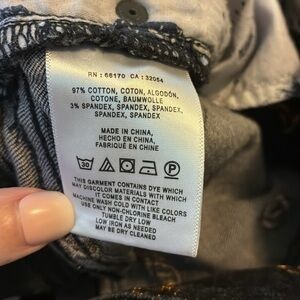 RN : 66170 CA : 32054
97% COTTON, COTON, ALGODÓN,
COTONE, BAUMWOLLE
3% SPANDEX, SPANDEX, SPANDEX,
SPANDEX, SPANDEX
MADE IN CHINA,
HECHO EN CHINA,
FABRIQUÉ EN CHINE
30 P
THIS GARMENT CONTAINS DYE WHICH
MAY DISCOLOR MATERIALS WITH WHICH
IT COMES IN CONTACT
MACHINE WASH COLD WITH LIKE COLORS
USE ONLY NON-CHLORINE BLEACH
TUMBLE DRY LOW
LOW IRON AS NEEDED
MAY BE DRY CLEANED